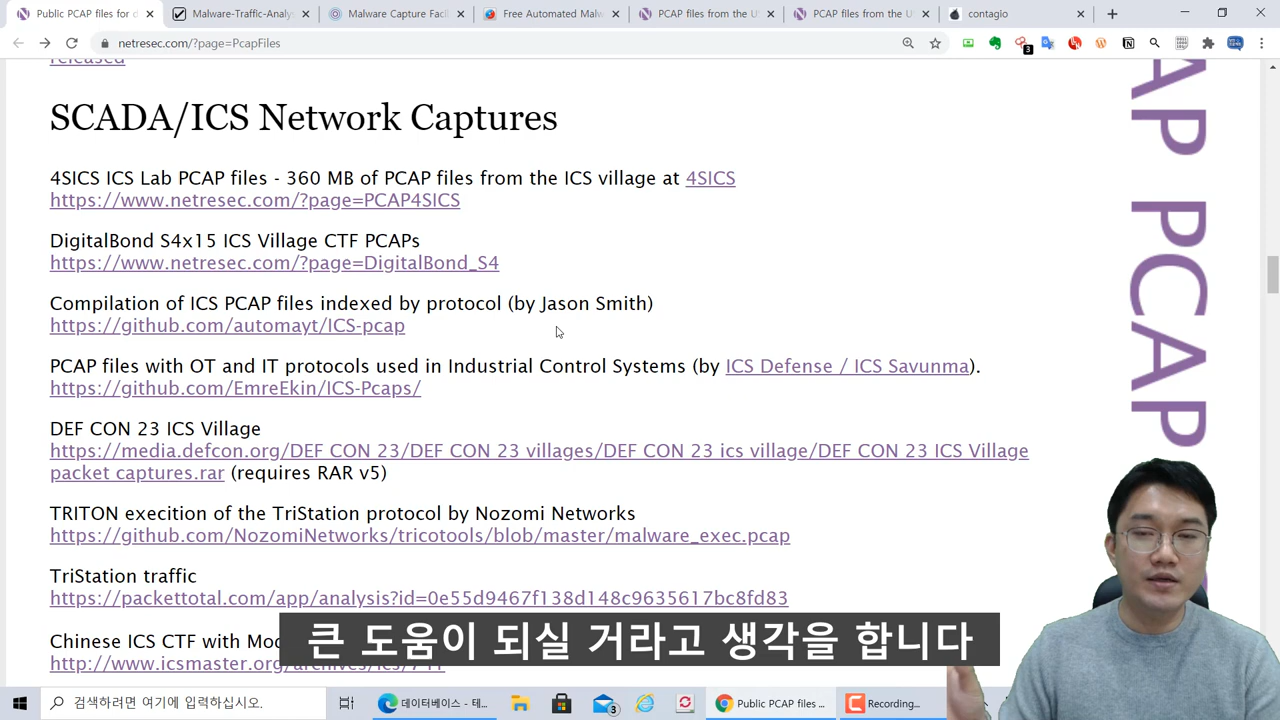 Public PCAP files for d
Malware-Traffic-Analy
Malware Capture Faci
Free Automated Malw
PCAP files from the U
PCAP files from the U
contagio
netresec.com/?page=PcapFiles
3
released
SCADA/ICS Network Captures
4SICS ICS Lab PCAP files - 360 MB of PCAP files from the ICS village at 4SICS
https://www.netresec.com/?page=PCAP4SICS
DigitalBond S4x15 ICS Village CTF PCAPs
https://www.netresec.com/?page=DigitalBond_S4
Compilation of ICS PCAP files indexed by protocol (by Jason Smith)
https://github.com/automayt/ICS-pcap
PCAP files with OT and IT protocols used in Industrial Control Systems (by ICS Defense / ICS Savunma).
https://github.com/EmreEkin/ICS-Pcaps/
DEF CON 23 ICS Village
https://media.defcon.org/DEF CON 23/DEF CON 23 villages/DEF CON 23 ics village/DEF CON 23 ICS Village
packet captures.rar (requires RAR v5)
TRITON execition of the TriStation protocol by Nozomi Networks
https://github.com/NozomiNetworks/tricotools/blob/master/malware_exec.pcap
TriStation traffic
https://packettotal.com/app/analysis?id=0e55d9467f138d148c9635617bc8fd83
Chinese ICS CTF with Mod
http://www.icsmaster.org/archives/ics/741
AP PCAP
큰 도움이 되실 거라고 생각을 합니다
검색하려면 여기에 입력하십시오.
데이터베이스 - 테...
3
Public PCAP files ...
Recording...